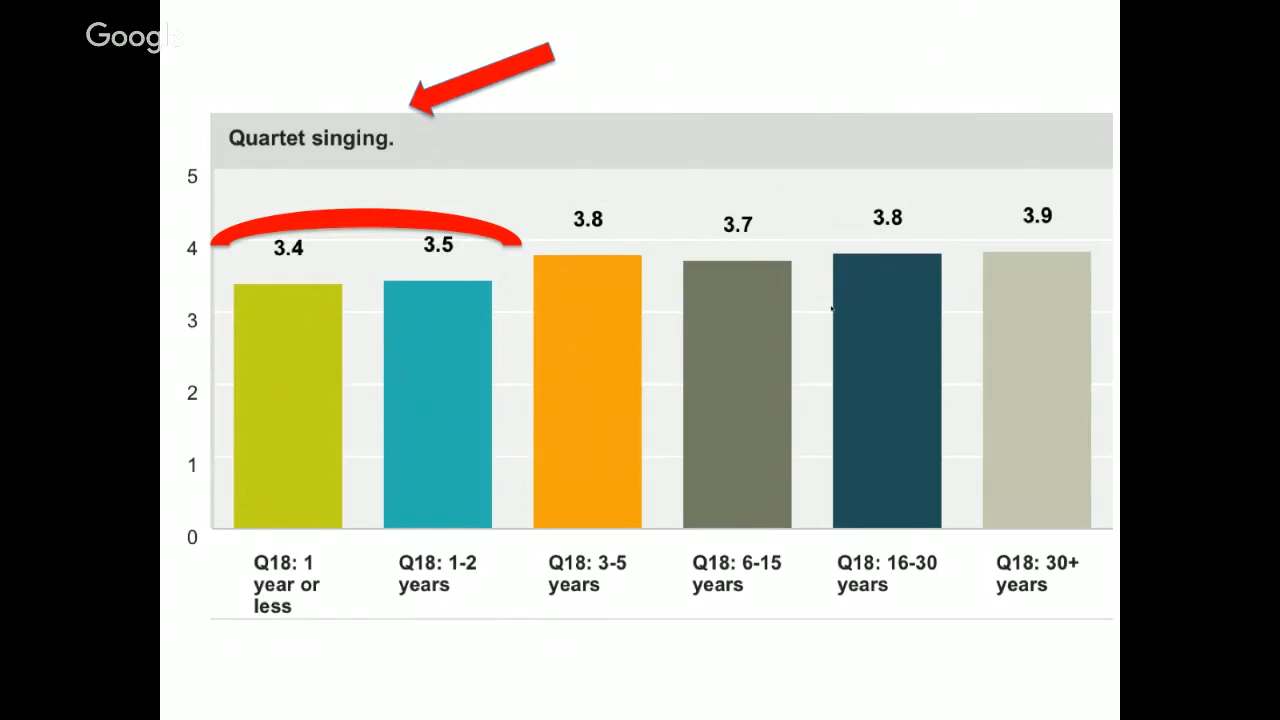 Google
Quartet singing.
5
4
3
2
1
0
3.4
3.5
3.8
3.7
3.8
3.9
Q18: 1
year or
less
Q18: 1-2
years
Q18: 3-5
years
Q18: 6-15
years
Q18: 16-30
years
Q18: 30+
years